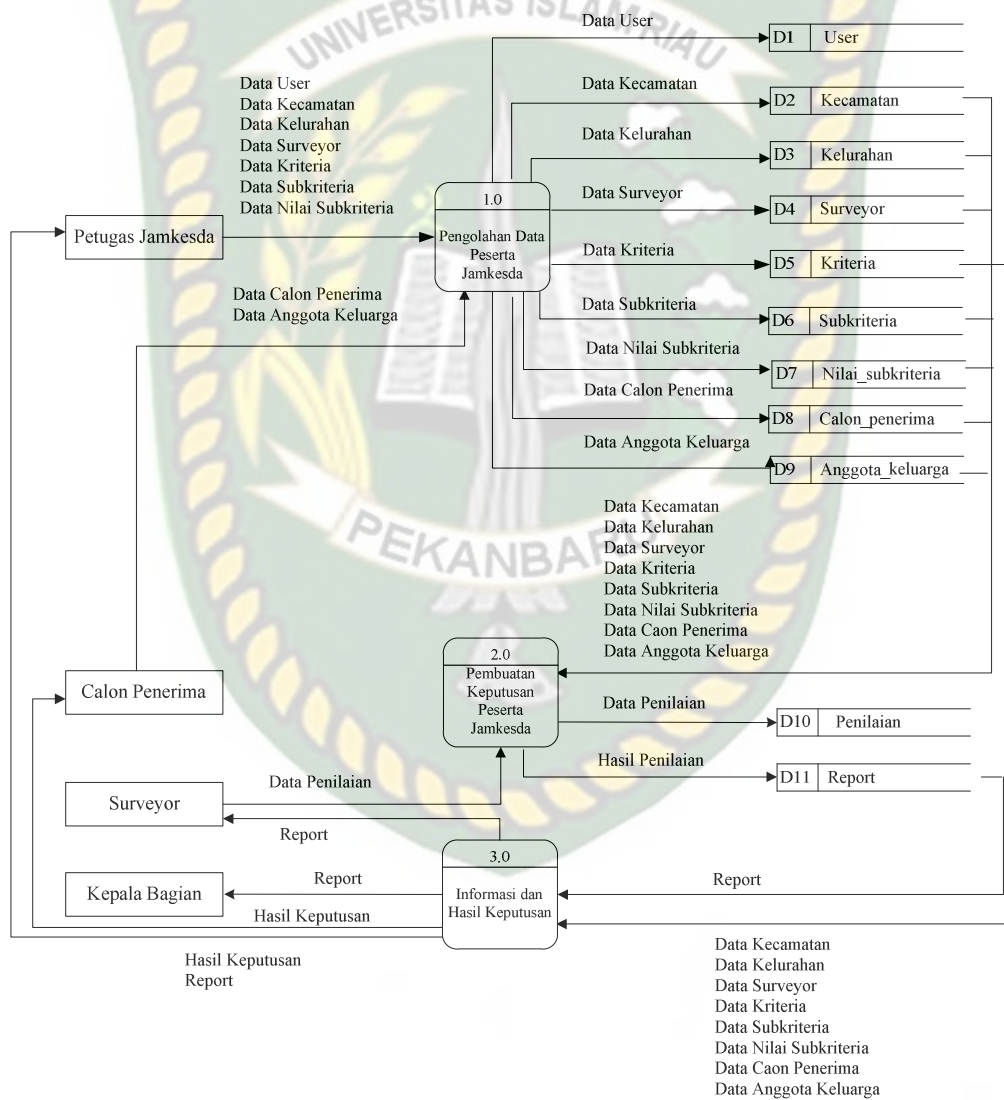 UNIVERSITAS ISLAM RIAU
Data User
D1 User
Data User
Data Kecamatan
Data Kelurahan
Data Surveyor
Data Kriteria
Data Subkriteria
Data Nilai Subkriteria
Data Kecamatan
D2 Kecamatan
Data Kelurahan
D3 Kelurahan
1.0
Pengolahan Data
Peserta
Jamkesda
Data Surveyor
D4 Surveyor
Petugas Jamkesda
Data Kriteria
D5 Kriteria
Data Calon Penerima
Data Anggota Keluarga
Data Subkriteria
D6 Subkriteria
Data Nilai Subkriteria
D7 Nilai_subkriteria
Data Calon Penerima
D8 Calon_penerima
Data Anggota Keluarga
D9 Anggota_keluarga
PEKANBARU
Data Kecamatan
Data Kelurahan
Data Surveyor
Data Kriteria
Data Subkriteria
Data Nilai Subkriteria
Data Caon Penerima
Data Anggota Keluarga
2.0
Pembuatan
Keputusan
Peserta
Jamkesda
Calon Penerima
Data Penilaian
D10 Penilaian
Hasil Penilaian
D11 Report
Data Penilaian
Surveyor
Report
3.0
Informasi dan
Hasil Keputusan
Kepala Bagian
Report
Report
Hasil Keputusan
Hasil Keputusan
Report
Data Kecamatan
Data Kelurahan
Data Surveyor
Data Kriteria
Data Subkriteria
Data Nilai Subkriteria
Data Caon Penerima
Data Anggota Keluarga